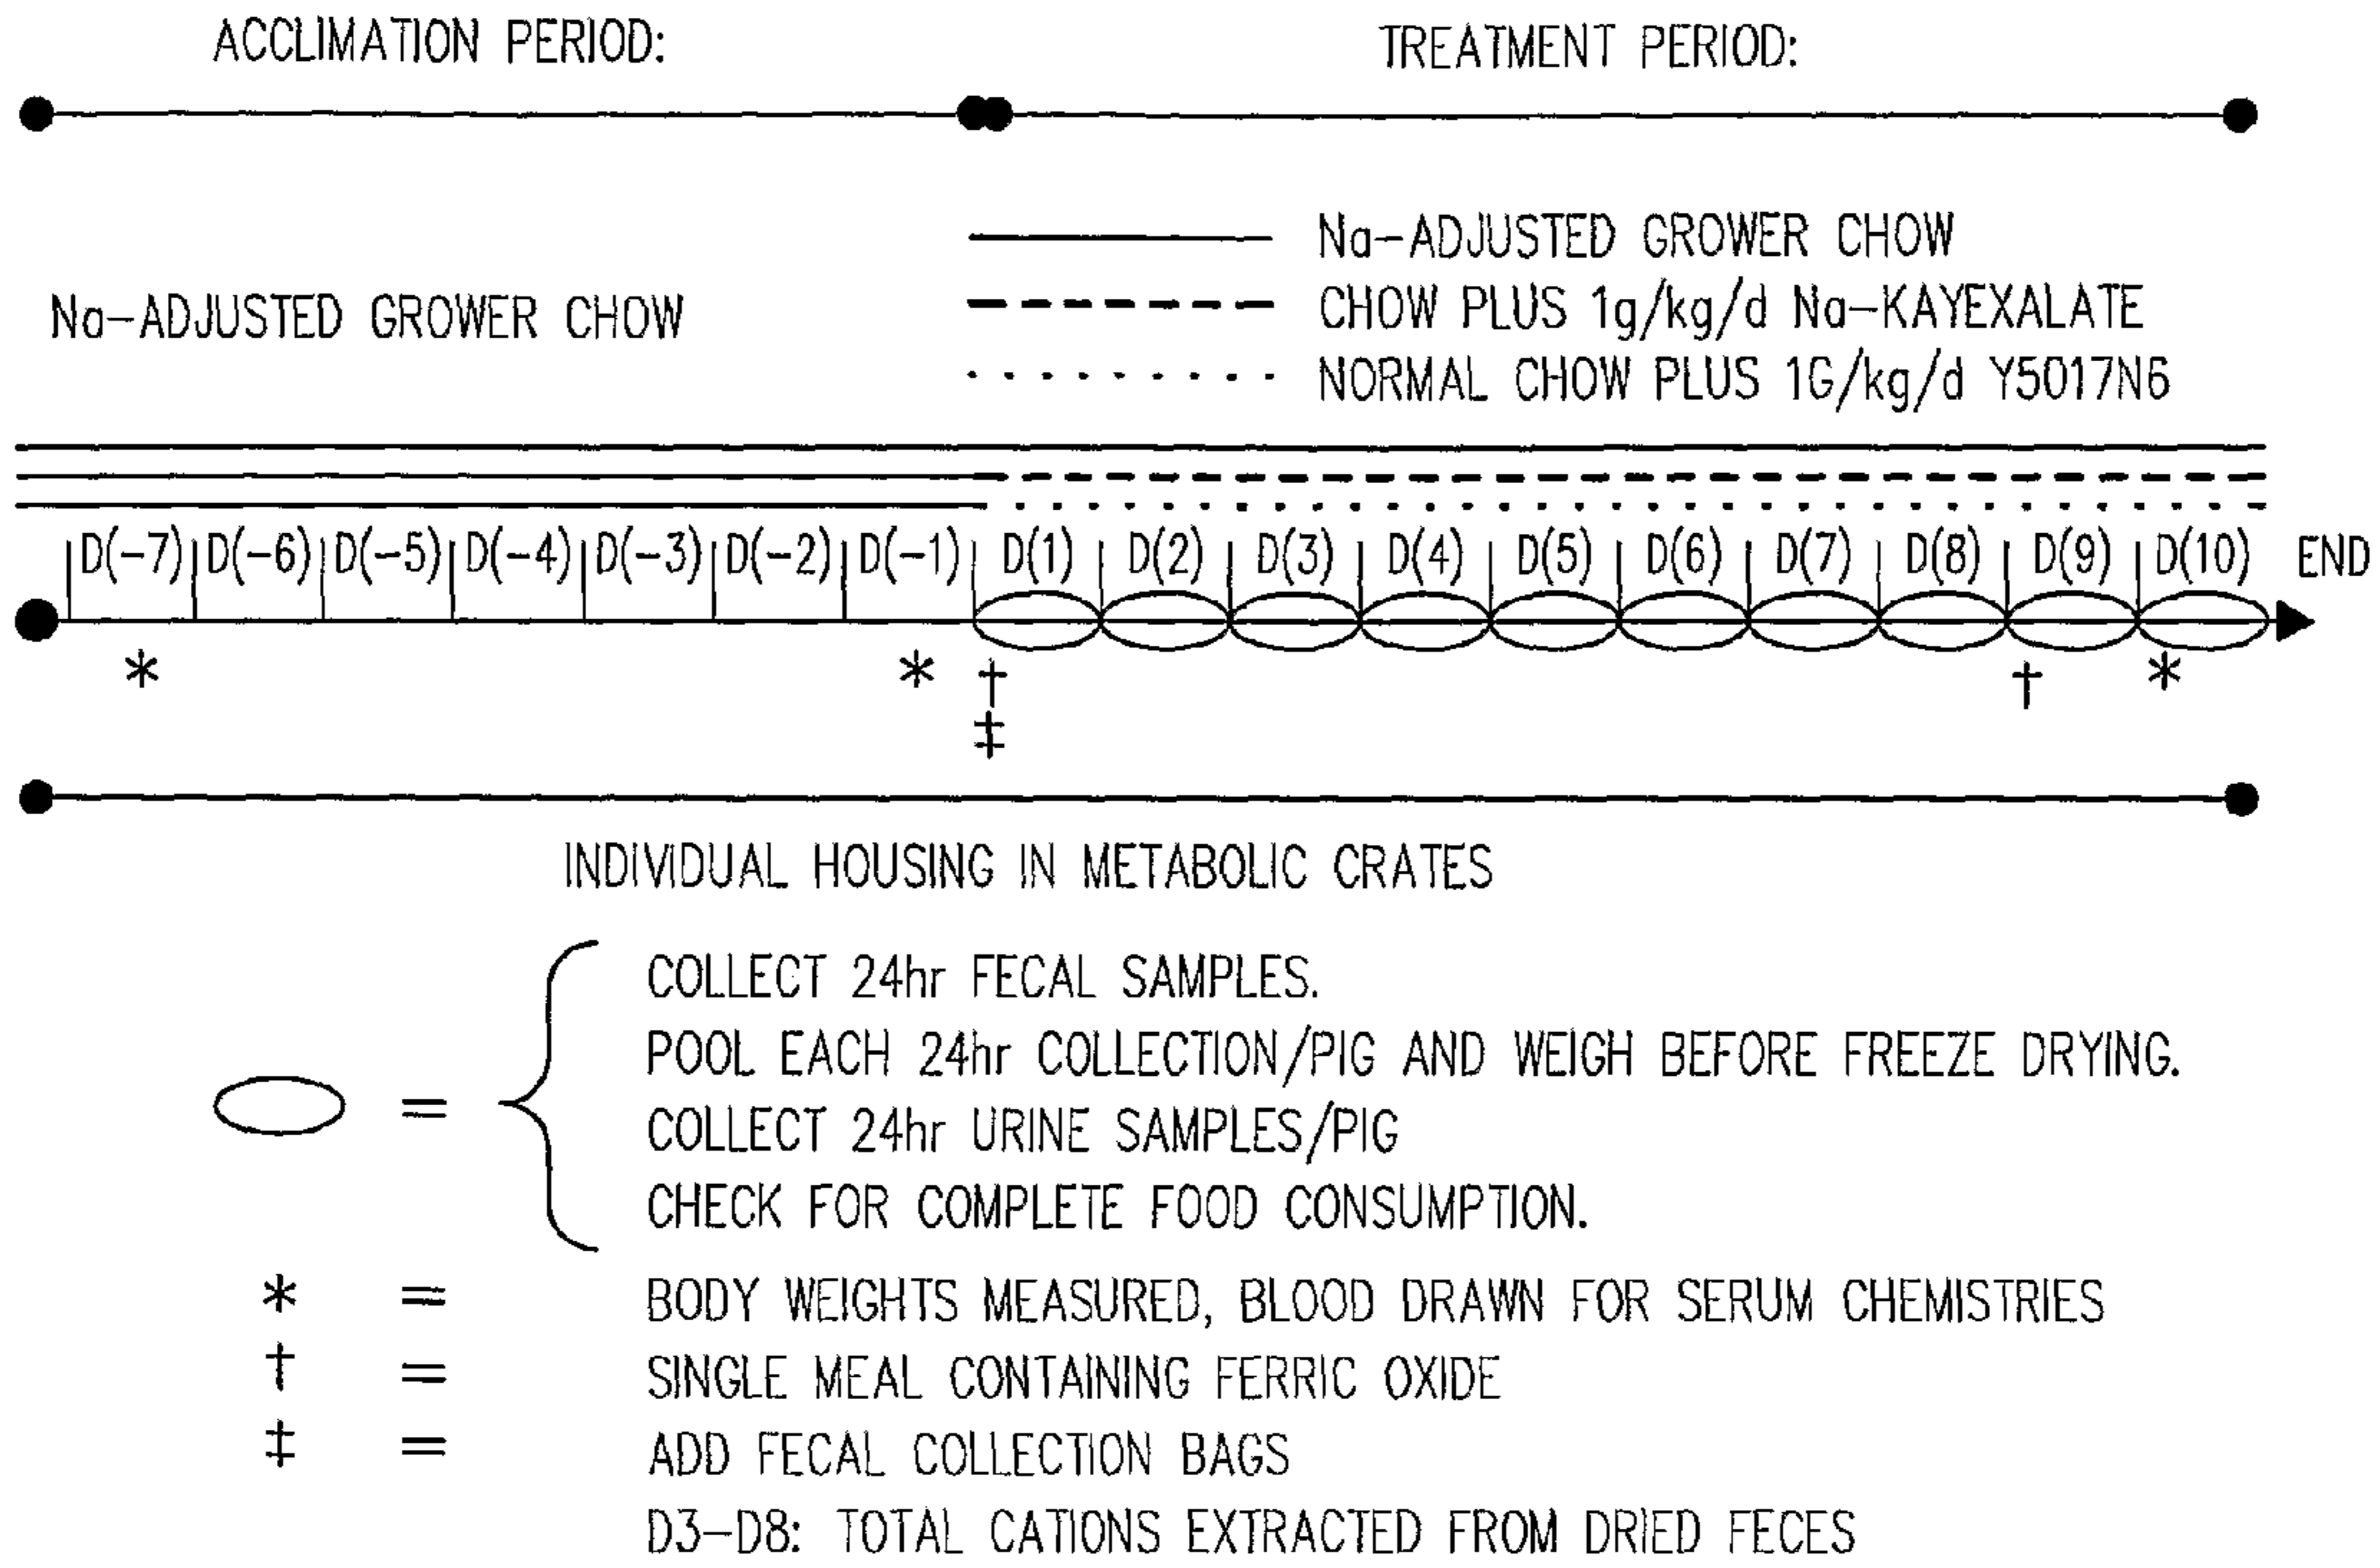 ACCLIMATION PERIOD:
TREATMENT PERIOD:
Na-ADJUSTED GROWER CHOW
Na-ADJUSTED GROWER CHOW
CHOW PLUS 1g/kg/d Na-KAYEXALATE
NORMAL CHOW PLUS 1G/kg/d Y5017N6
D(-7) D(-6) D(-5) D(-4) D(-3) D(-2) D(-1) D(1) D(2) D(3) D(4) D(5) D(6) D(7) D(8) D(9) D(10) END
* * † † *
‡
INDIVIDUAL HOUSING IN METABOLIC CRATES
COLLECT 24hr FECAL SAMPLES.
POOL EACH 24hr COLLECTION/PIG AND WEIGH BEFORE FREEZE DRYING.
=
COLLECT 24hr URINE SAMPLES/PIG
CHECK FOR COMPLETE FOOD CONSUMPTION.
* = BODY WEIGHTS MEASURED, BLOOD DRAWN FOR SERUM CHEMISTRIES
† = SINGLE MEAL CONTAINING FERRIC OXIDE
‡ = ADD FECAL COLLECTION BAGS
D3-D8: TOTAL CATIONS EXTRACTED FROM DRIED FECES